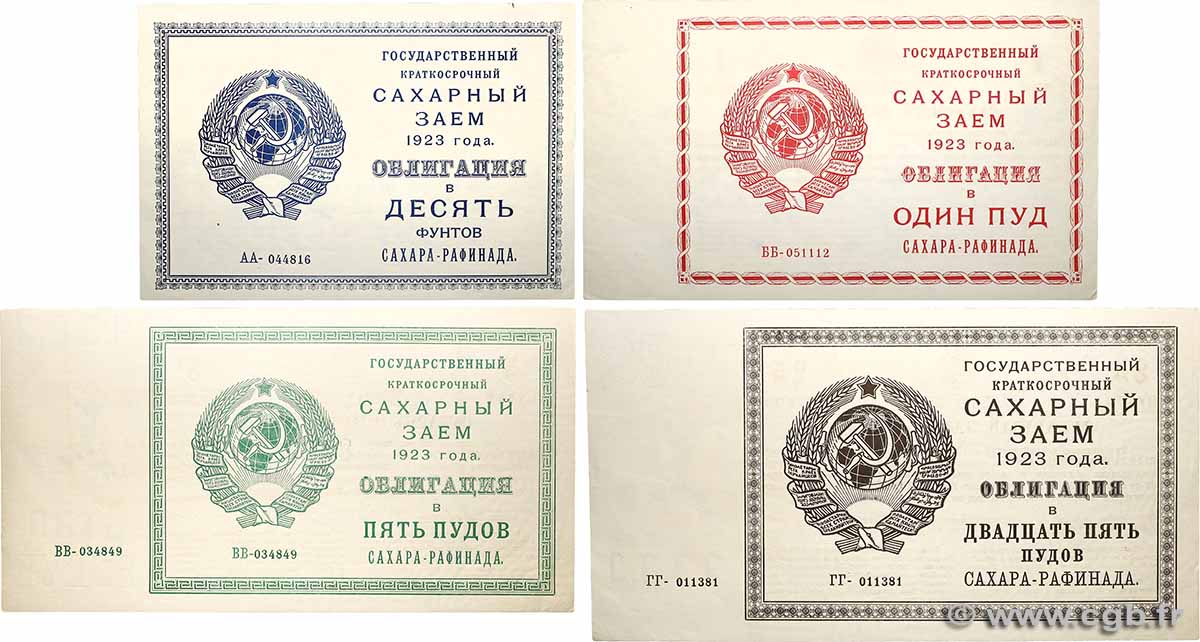 ГОСУДАРСТВЕННЫЙ
КРАТКОСРОЧНЫЙ
САХАРНЫЙ
ЗАЕМ
1923 года.
ОБЛИГАЦИЯ
В
ДЕСЯТЬ
ФУНТОВ
САХАРА-РАФИНАДА.
АА- 044816
ГОСУДАРСТВЕННЫЙ
КРАТКОСРОЧНЫЙ
САХАРНЫЙ
ЗАЕМ
1923 года.
ОБЛИГАЦИЯ
В
ОДИН ПУД
САХАРА-РАФИНАДА.
ББ-051112
ГОСУДАРСТВЕННЫЙ
КРАТКОСРОЧНЫЙ
САХАРНЫЙ
ЗАЕМ
1923 года.
ОБЛИГАЦИЯ
В
ПЯТЬ ПУДОВ
САХАРА-РАФИНАДА.
ВВ-034849
ВВ-034849
ГОСУДАРСТВЕННЫЙ
КРАТКОСРОЧНЫЙ
САХАРНЫЙ
ЗАЕМ
1923 года.
ОБЛИГАЦИЯ
В
ДВАДЦАТЬ ПЯТЬ
ПУДОВ
САХАРА-РАФИНАДА.
ГГ- 011381
ГГ- 011381
© www.cgb.fr